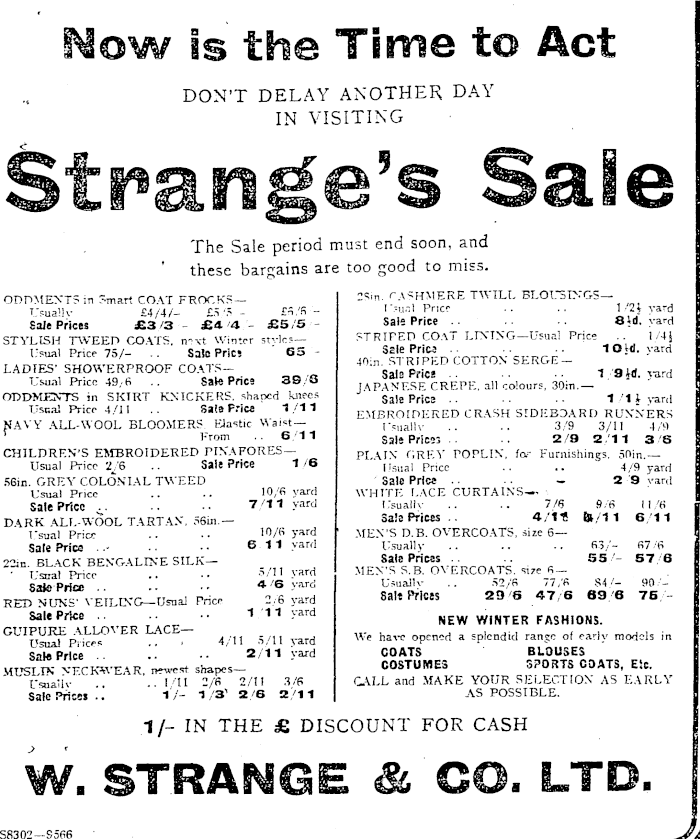 Now is the Time to Act
DON'T DELAY ANOTHER DAY
IN VISITING
Strange's Sale
The Sale period must end soon, and
these bargains are too good to miss.
ODDMENTS in Smart COAT FROCKS—
Usually £4/4/- £5/5 - £6/6 -
Sale Prices £3/3 - £4/4 - £5/5 -
STYLISH TWEED COATS, next Winter styles—
Usual Price 75/- .. Sale Price 65 -
LADIES' SHOWERPROOF COATS—
Usual Price 49/6 .. Sale Price 39/6
ODDMENTS in SKIRT KNICKERS, shaped knees
Usual Price 4/11 .. Sale Price 1/11
NAVY ALL-WOOL BLOOMERS, Elastic Waist—
From .. 6/11
CHILDREN'S EMBROIDERED PINAFORES—
Usual Price 2/6 .. Sale Price 1/6
56in. GREY COLONIAL TWEED
Usual Price .. .. 10/6 yard
Sale Price .. .. 7/11 yard
DARK ALL-WOOL TARTAN, 56in.—
Usual Price .. .. 10/6 yard
Sale Price .. .. 6 11 yard
22in. BLACK BENGALINE SILK—
Usual Price .. .. 5/11 yard
Sale Price .. .. 4/6 yard
RED NUNS' VEILING—Usual Price 2/6 yard
Sale Price .. .. 1/11 yard
GUIPURE ALLOVER LACE—
Usual Prices .. 4/11 5/11 yard
Sale Price .. .. 2/11 yard
MUSLIN NECKWEAR, newest shapes—
Usually .. .. 1/11 2/6 2/11 3/6
Sale Prices .. 1/- 1/3 2/6 2/11
28in. CASHMERE TWILL BLOUSINGS—
Usual Price .. .. 1/2½ yard
Sale Price .. .. 8½d. yard
STRIPED COAT LINING—Usual Price .. 1/4½
Sale Price .. .. 10½d. yard
40in. STRIPED COTTON SERGE—
Sale Price .. .. 1/9½d. yard
JAPANESE CREPE, all colours, 30in.—
Sale Price .. .. 1/1½ yard
EMBROIDERED CRASH SIDEBOARD RUNNERS
Usually .. .. 3/9 3/11 4/9
Sale Prices .. .. 2/9 2/11 3/6
PLAIN GREY POPLIN, for Furnishings, 50in.—
Usual Price .. .. 4/9 yard
Sale Price .. .. 2 9 yard
WHITE LACE CURTAINS—
Usually .. 7/6 9/6 11/6
Sale Prices .. 4/11 /11 6/11
MEN'S D.B. OVERCOATS, size 6—
Usually .. .. .. 63/- 67/6
Sale Prices .. .. 55/- 57/6
MEN'S S.B. OVERCOATS, size 6—
Usually .. 52/6 77/6 84/- 90/-
Sale Prices 29/6 47/6 69/6 75/-
NEW WINTER FASHIONS.
We have opened a splendid range of early models in
COATS BLOUSES
COSTUMES SPORTS COATS, Etc.
CALL and MAKE YOUR SELECTION AS EARLY
AS POSSIBLE.
1/- IN THE £ DISCOUNT FOR CASH
W. STRANGE & CO. LTD.
S8302—9566